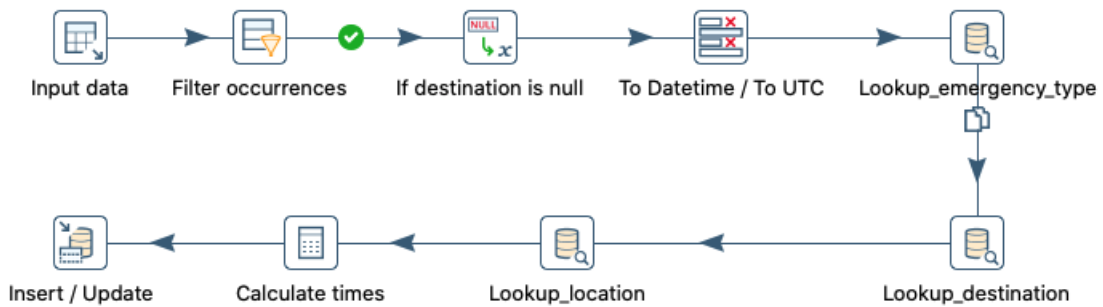 NULL
x
Input data
Filter occurrences
If destination is null
To Datetime / To UTC
Lookup_emergency_type
Insert / Update
Calculate times
Lookup_location
Lookup_destination